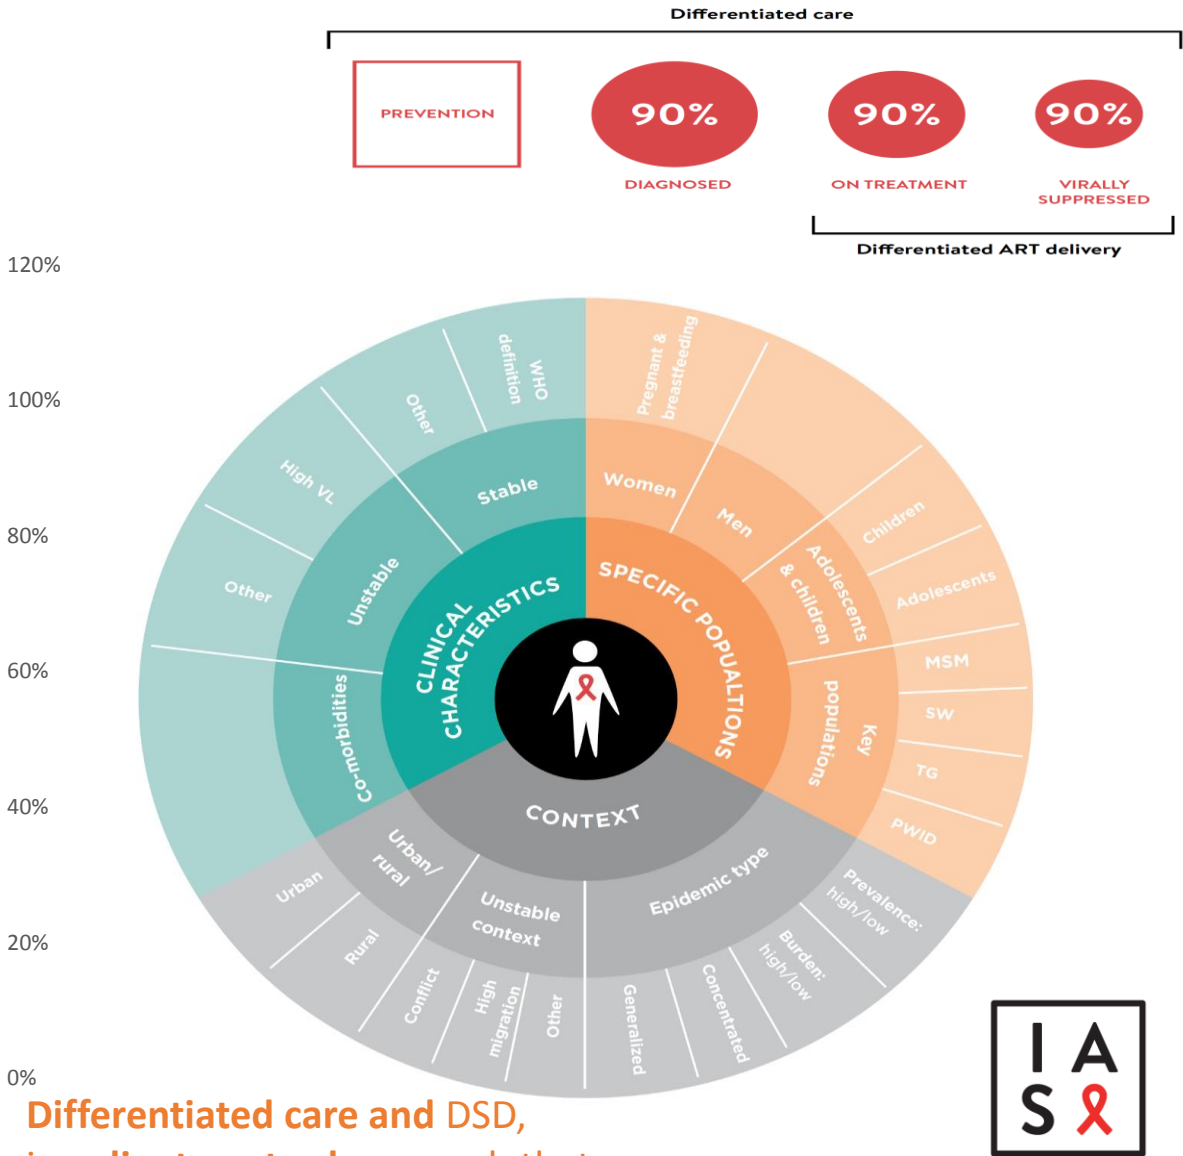 Differentiated care
PREVENTION
90%
90%
90%
DIAGNOSED
ON TREATMENT
VIRALLY
SUPPRESSED
Differentiated ART delivery
120%
100%
80%
60%
40%
20%
0%
CLINICAL
CHARACTERISTICS
Stable
WHO
definition
Other
Unstable
High VL
Other
Co-morbidities
SPECIFIC POPUALTIONS
Women
Pregnant &
breastfeeding
Men
Adolescents
& children
Children
Adolescents
Key
populations
MSM
SW
TG
PWID
CONTEXT
Urban/
rural
Urban
Rural
Unstable
context
Conflict
High
migration
Other
Epidemic type
Generalized
Concentrated
Burden:
high/low
Prevalence:
high/low
Differentiated care and DSD,
I A
S